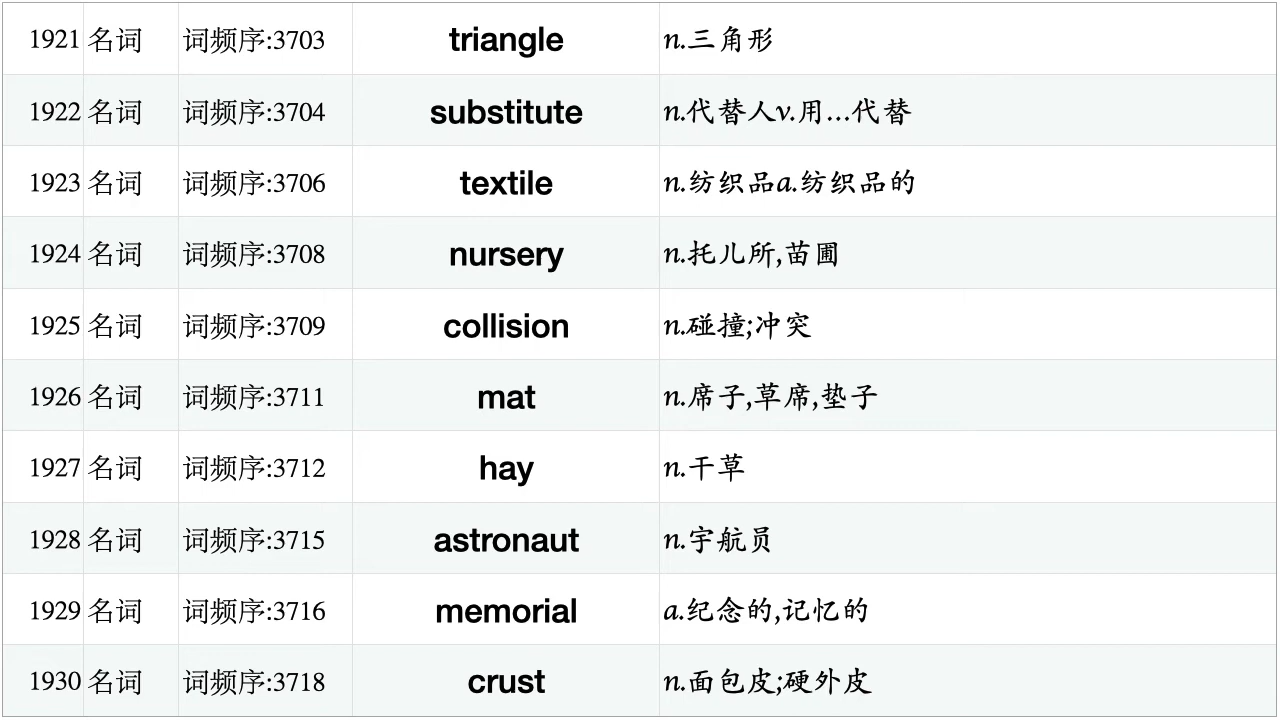 1921 名词 词频序:3703 triangle n.三角形
1922 名词 词频序:3704 substitute n.代替人v.用…代替
1923 名词 词频序:3706 textile n.纺织品a.纺织品的
1924 名词 词频序:3708 nursery n.托儿所,苗圃
1925 名词 词频序:3709 collision n.碰撞;冲突
1926 名词 词频序:3711 mat n.席子,草席,垫子
1927 名词 词频序:3712 hay n.干草
1928 名词 词频序:3715 astronaut n.宇航员
1929 名词 词频序:3716 memorial a.纪念的,记忆的
1930 名词 词频序:3718 crust n.面包皮;硬外皮